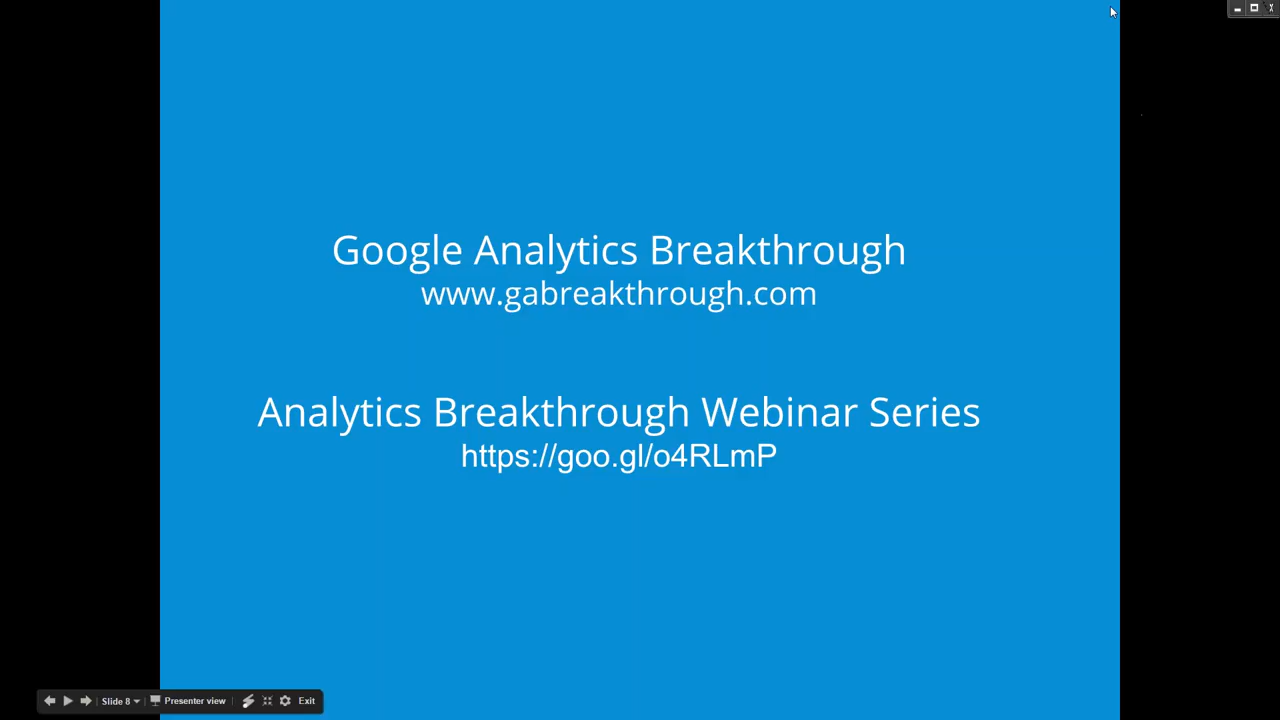 Google Analytics Breakthrough
www.gabreakthrough.com
Analytics Breakthrough Webinar Series
https://goo.gl/o4RLmP
Slide 8
Presenter view
Exit